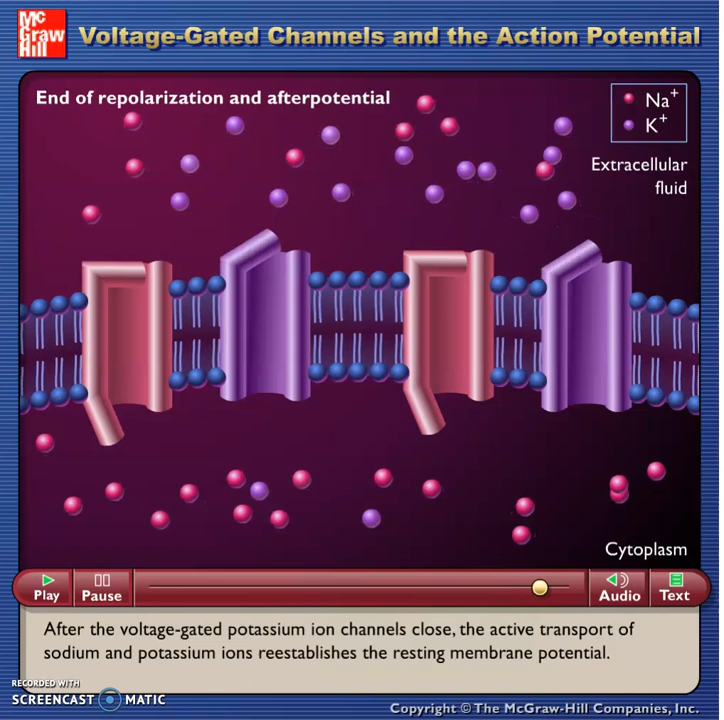 Mc
Graw
Hill
Voltage-Gated Channels and the Action Potential
End of repolarization and afterpotential
Na+
K+
Extracellular
fluid
Cytoplasm
Play
Pause
Audio
Text
After the voltage-gated potassium ion channels close, the active transport of
sodium and potassium ions reestablishes the resting membrane potential.
RECORDED WITH
SCREENCAST MATIC
Copyright © The McGraw-Hill Companies, Inc.